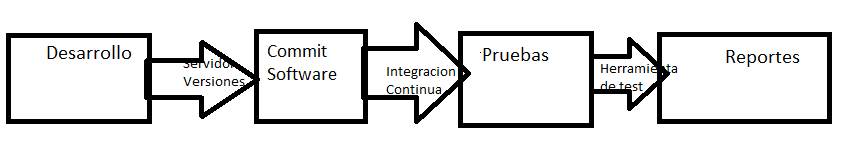 Desarrollo
Servidor
Versiones
Commit
Software
Integracion
Continua
Pruebas
Herramienta
de test
Reportes